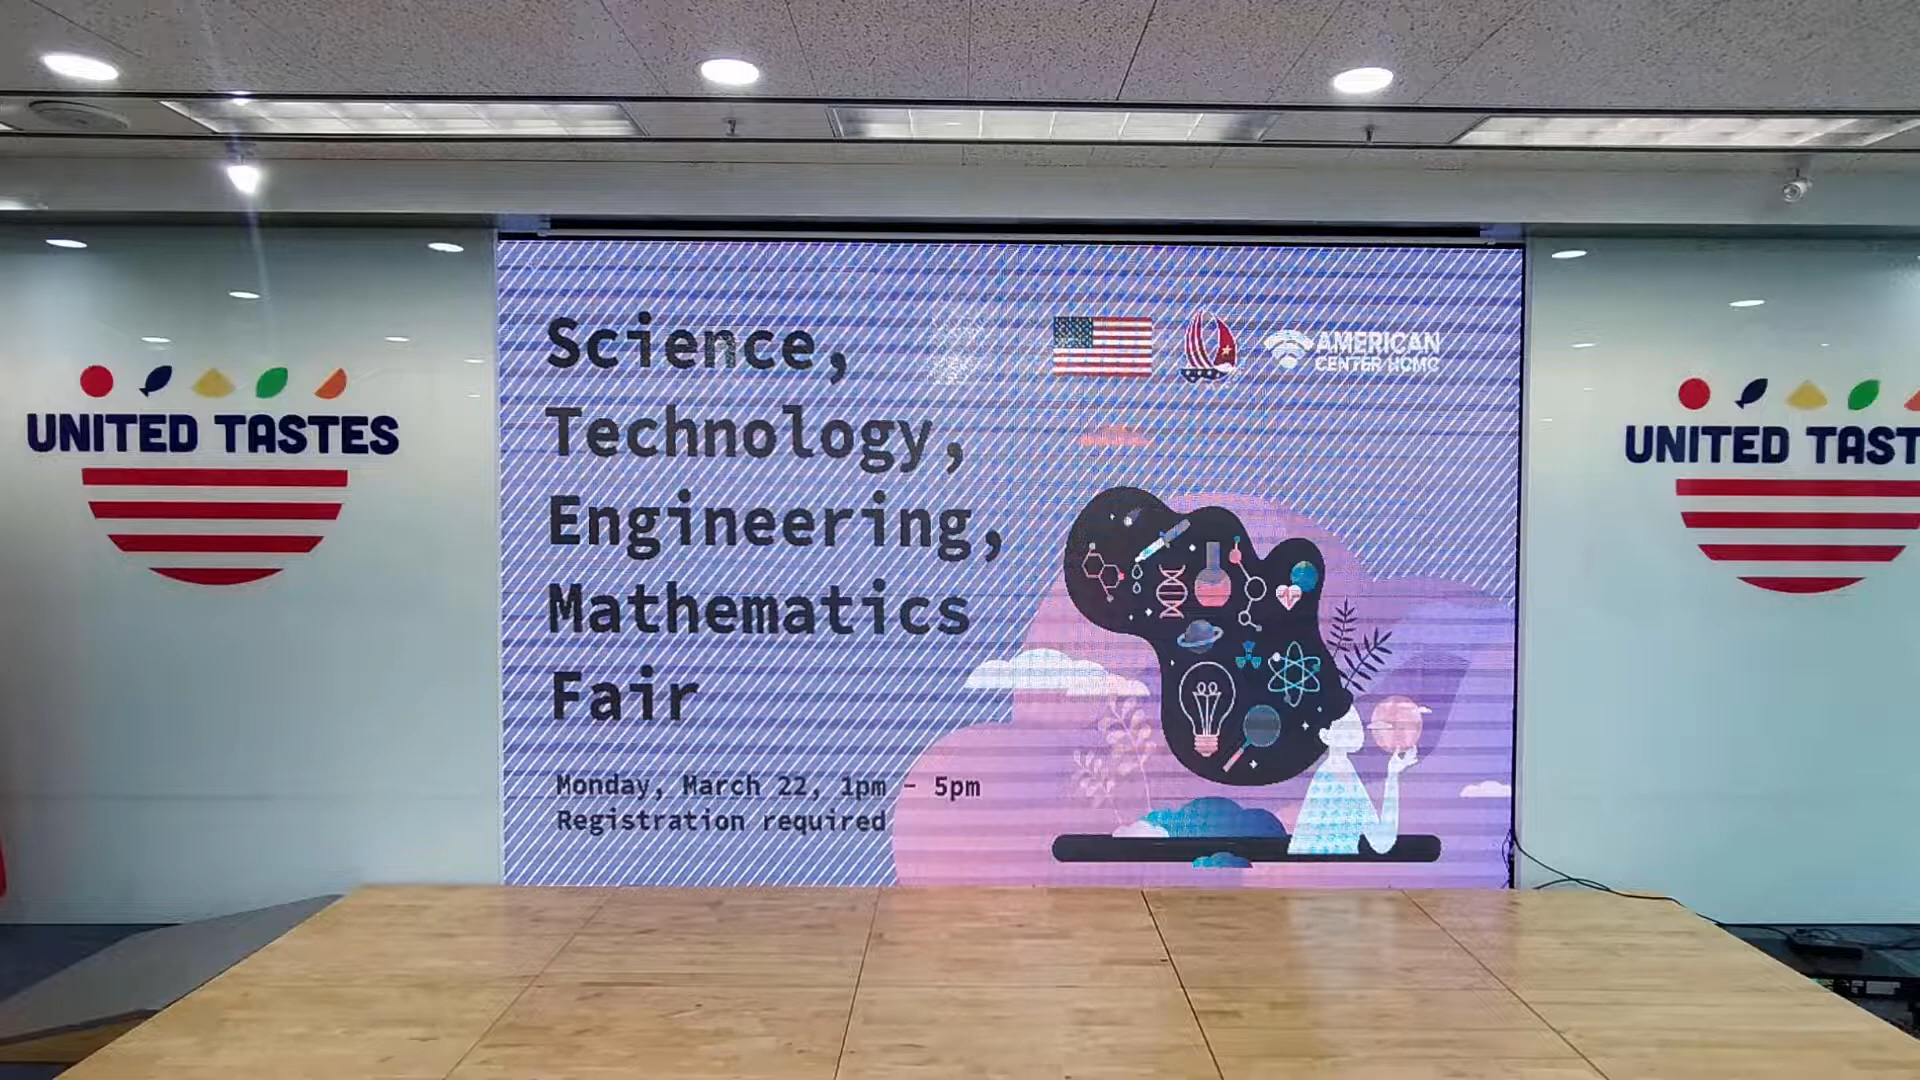 UNITED TASTES
Science,
Technology,
Engineering,
Mathematics
Fair
Monday, March 22, 1pm - 5pm
Registration required
AMERICAN
CENTER HCMC
UNITED TAST